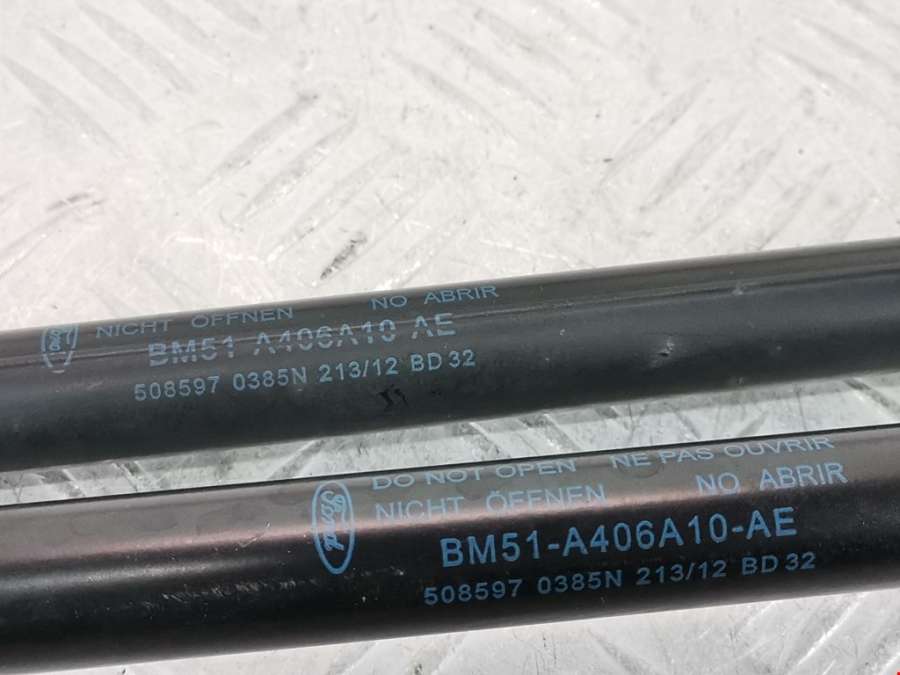 NICHT ÖFFNEN NO ABRIR
BM51-A406A10-AE
508597 0385N 213/12 BD 32
Ford
DO NOT OPEN NE PAS OUVRIR
NICHT ÖFFNEN NO ABRIR
BM51-A406A10-AE
508597 0385N 213/12 BD 32